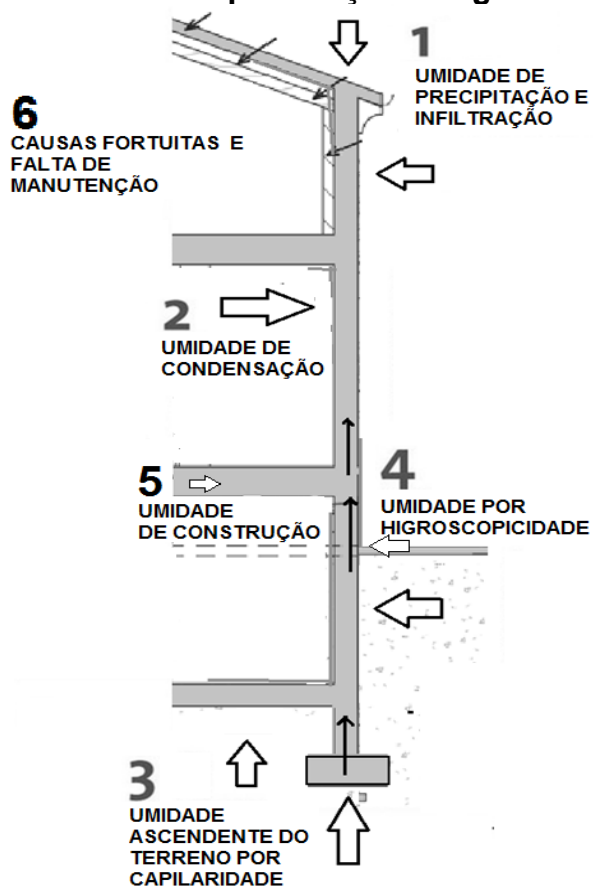 1
UMIDADE DE
PRECIPITAÇÃO E
INFILTRAÇÃO
6
CAUSAS FORTUITAS E
FALTA DE
MANUTENÇÃO
2
UMIDADE DE
CONDENSAÇÃO
4
UMIDADE POR
HIGROSCOPICIDADE
5
UMIDADE
DE CONSTRUÇÃO
3
UMIDADE
ASCENDENTE DO
TERRENO POR
CAPILARIDADE